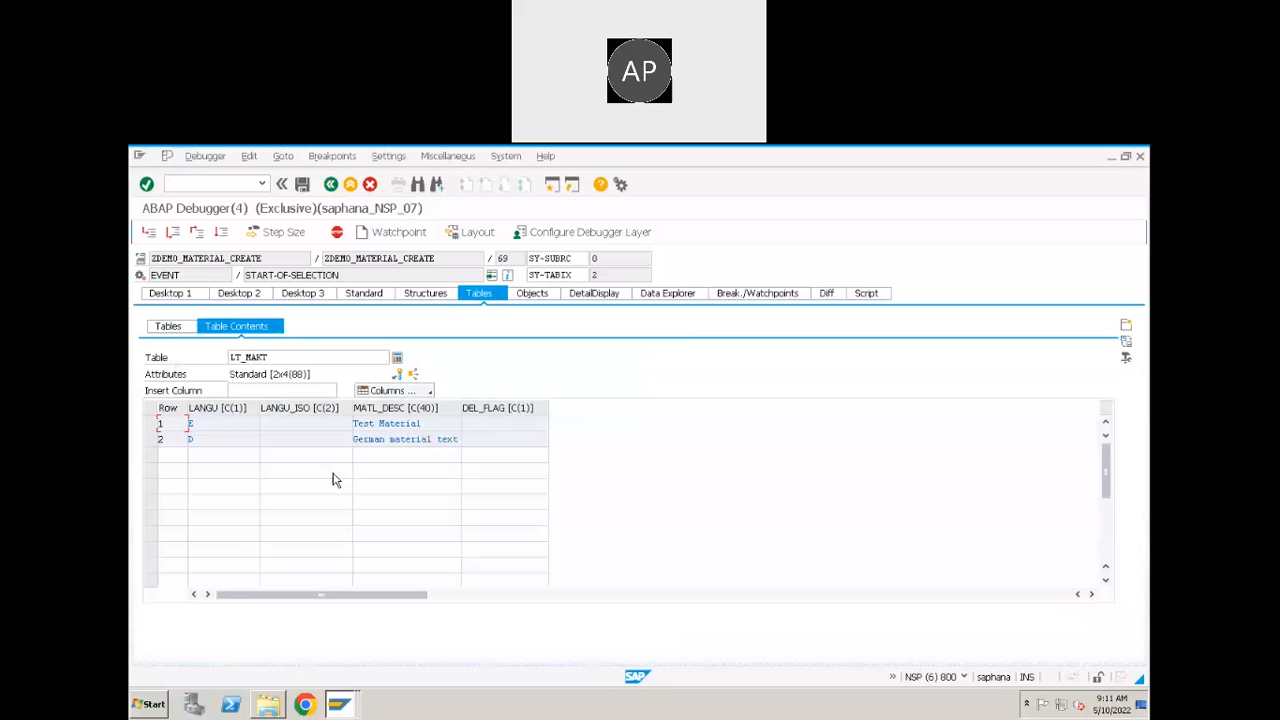 AP
Debugger Edit Goto Breakpoints Settings Miscellaneous System Help
ABAP Debugger(4) (Exclusive)(saphana_NSP_07)
Step Size Watchpoint Layout Configure Debugger Layer
ZDEMO_MATERIAL_CREATE / ZDEMO_MATERIAL_CREATE / 69 SY-SUBRC 0
EVENT / START-OF-SELECTION SY-TABIX 2
Desktop 1 Desktop 2 Desktop 3 Standard Structures Tables Objects DetailDisplay Data Explorer Break./Watchpoints Diff Script
Tables Table Contents
Table LT_MAKT
Attributes Standard [2x4(88)]
Insert Column Columns ...
Row LANGU [C(1)] LANGU_ISO [C(2)] MATL_DESC [C(40)] DEL_FLAG [C(1)]
1 E Test Material
2 D German material text
SAP » NSP (6) 800 saphana INS
Start 9:11 AM
5/10/2022